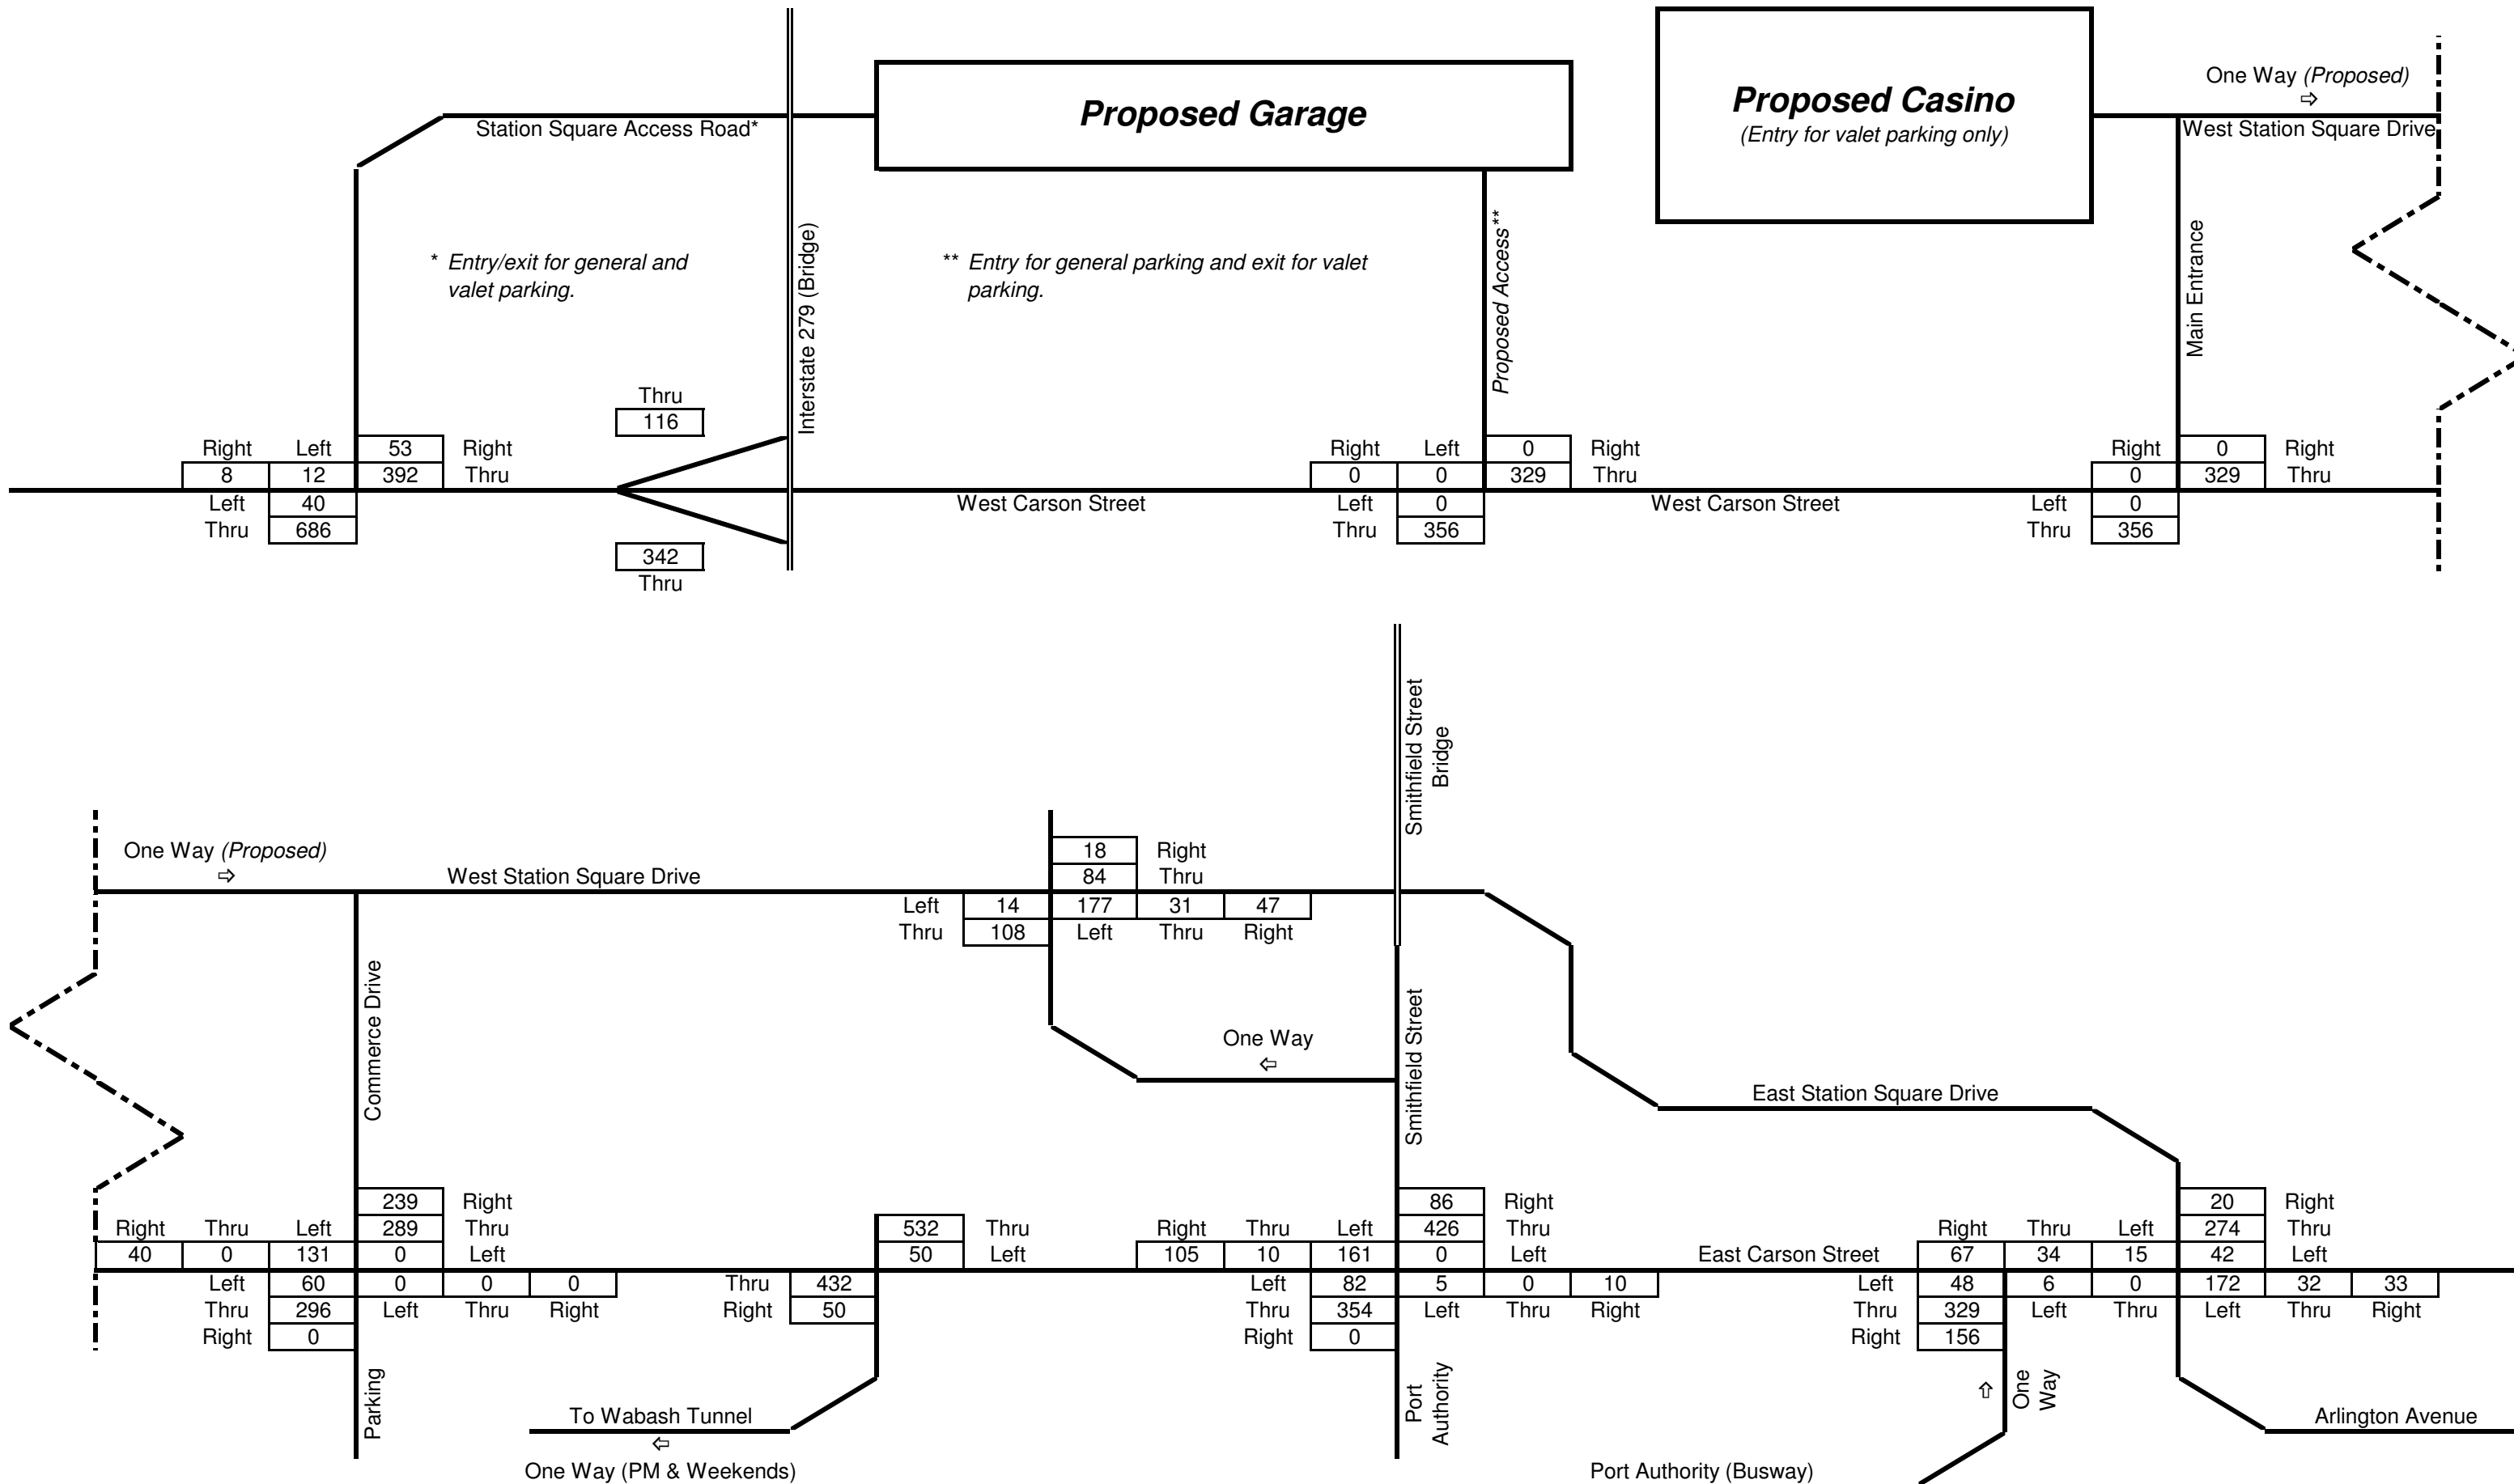 One Way (Proposed)
⇨
Proposed Garage
Proposed Casino
(Entry for valet parking only)
Station Square Access Road*
West Station Square Drive
* Entry/exit for general and
valet parking.
Interstate 279 (Bridge)
** Entry for general parking and exit for valet
parking.
Proposed Access**
Main Entrance
Thru
116
Right Left 53 Right
8 12 392 Thru
Left 40
Thru 686
342
Thru
Right Left 0 Right
0 0 329 Thru
West Carson Street
Left 0
Thru 356
West Carson Street
Right 0 Right
0 329 Thru
Left 0
Thru 356
Smithfield Street
Bridge
One Way (Proposed)
⇨
West Station Square Drive
18 Right
84 Thru
Left 14 177 31 47
Thru 108 Left Thru Right
Commerce Drive
One Way
⇦
Smithfield Street
East Station Square Drive
239 Right
Right Thru Left 289 Thru
40 0 131 0 Left
Left 60 0 0 0
Thru 296 Left Thru Right
Right 0
Parking
532 Thru
50 Left
Thru 432
Right 50
To Wabash Tunnel
⇦
One Way (PM & Weekends)
86 Right
Right Thru Left 426 Thru
105 10 161 0 Left
Left 82 5 0 10
Thru 354 Left Thru Right
Right 0
Port
Authority
East Carson Street
20 Right
Right Thru Left 274 Thru
67 34 15 42 Left
Left 48 6 0 172 32 33
Thru 329 Left Thru Left Thru Right
Right 156
⇧
One
Way
Arlington Avenue
Port Authority (Busway)